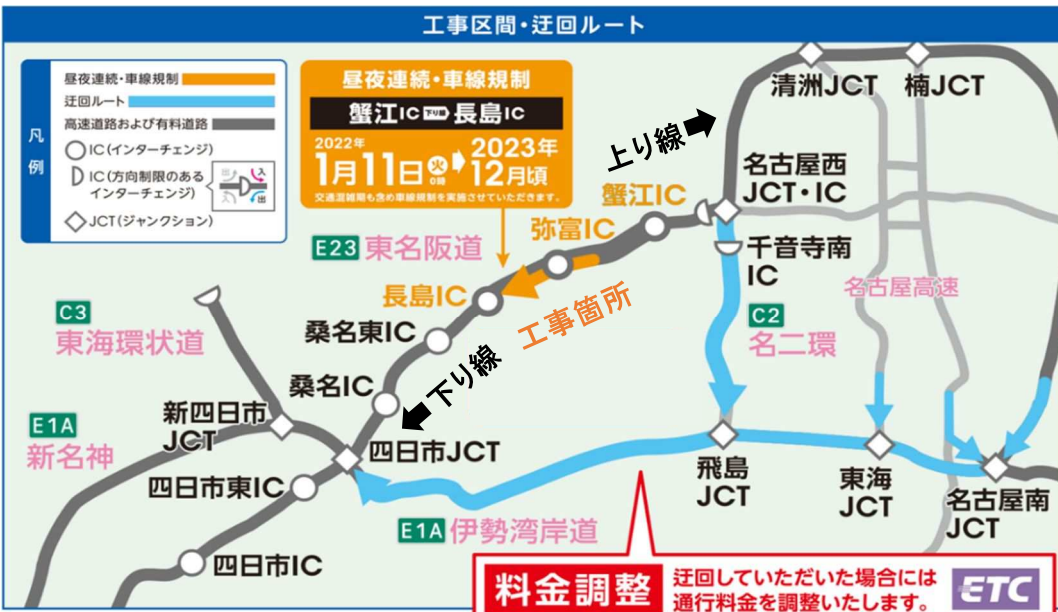 工事区間・迂回ルート
凡例
昼夜連続・車線規制
迂回ルート
高速道路および有料道路
IC(インターチェンジ)
IC(方向制限のある
インターチェンジ)
JCT(ジャンクション)
出
入
入
出
昼夜連続・車線規制
蟹江IC 下り線 長島IC
2022年
1月11日 火 0時
2023年
12月頃
交通混雑期も含め車線規制を実施させていただきます。
上り線
清洲JCT
楠JCT
名古屋西
JCT・IC
蟹江IC
弥富IC
千音寺南
IC
E23 東名阪道
長島IC
工事箇所
名古屋高速
C2
名二環
C3
東海環状道
桑名東IC
下り線
桑名IC
新四日市
JCT
E1A
新名神
四日市JCT
四日市東IC
飛島
JCT
東海
JCT
名古屋南
JCT
E1A 伊勢湾岸道
四日市IC
料金調整
迂回していただいた場合には
通行料金を調整いたします。
ETC